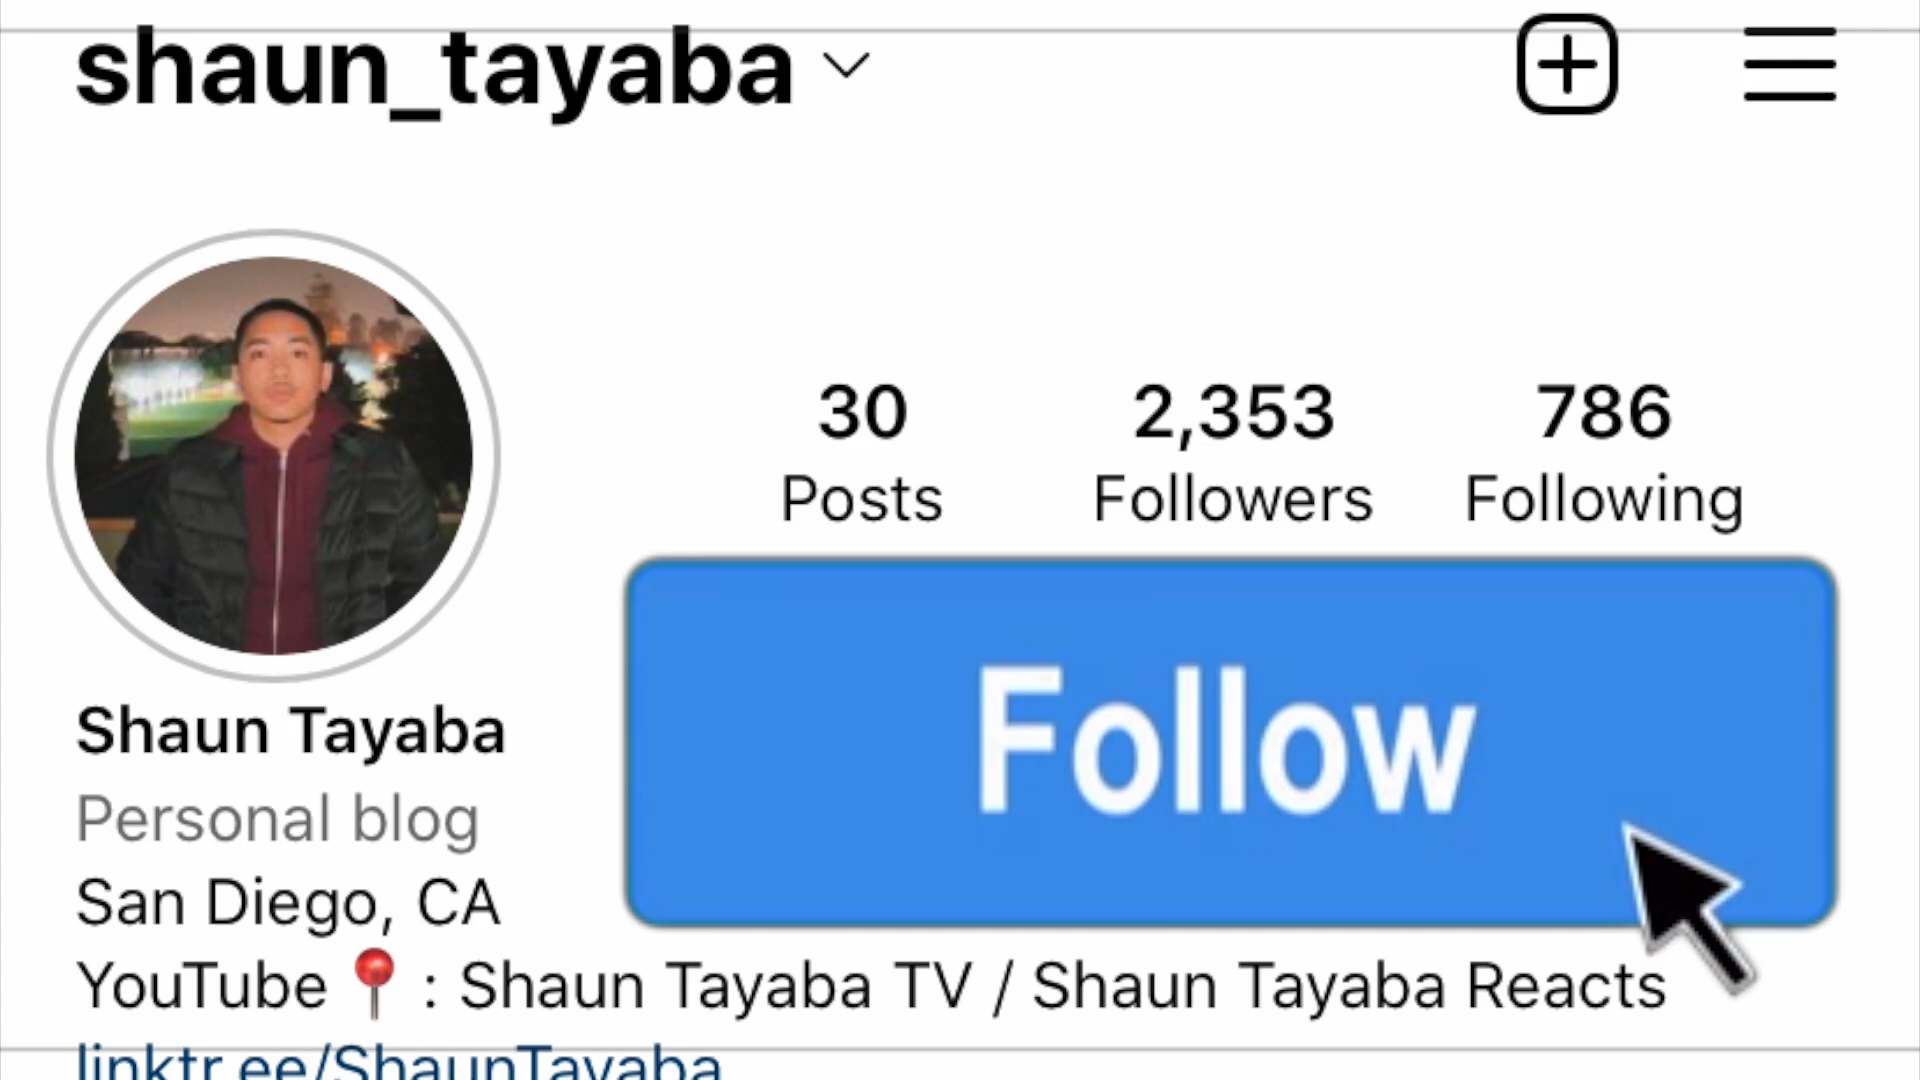 shaun_tayaba
30 2,353 786
Posts Followers Following
Follow
Shaun Tayaba
Personal blog
San Diego, CA
YouTube📍: Shaun Tayaba TV / Shaun Tayaba Reacts
linktr.ee/ShaunTayaba